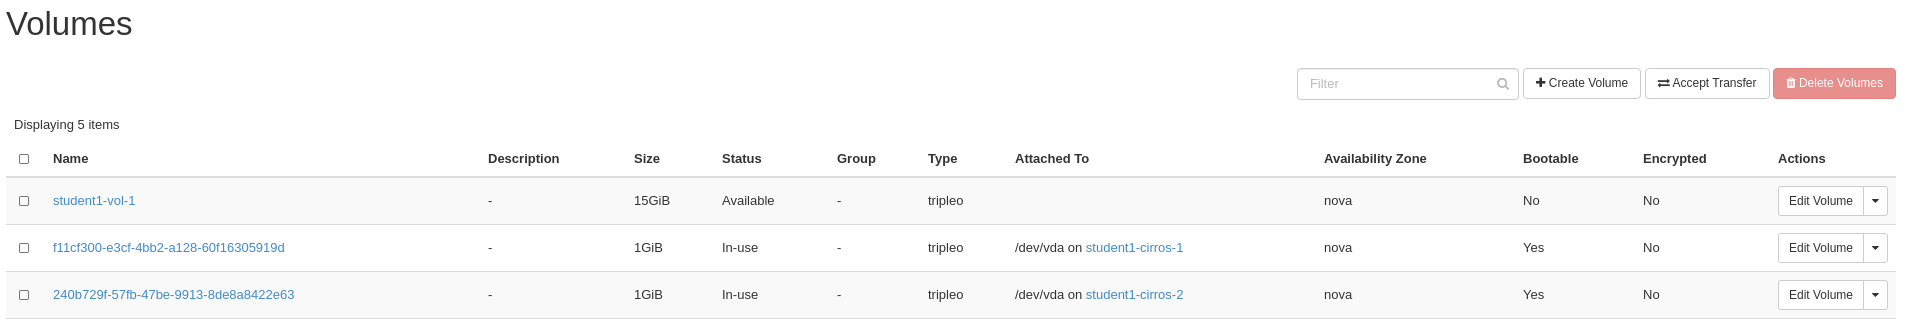 Volumes
Filter Create Volume Accept Transfer Delete Volumes
Displaying 5 items
Name Description Size Status Group Type Attached To Availability Zone Bootable Encrypted Actions
student1-vol-1 - 15GiB Available - tripleo nova No No Edit Volume
f11cf300-e3cf-4bb2-a128-60f16305919d - 1GiB In-use - tripleo /dev/vda on student1-cirros-1 nova Yes No Edit Volume
240b729f-57fb-47be-9913-8de8a8422e63 - 1GiB In-use - tripleo /dev/vda on student1-cirros-2 nova Yes No Edit Volume